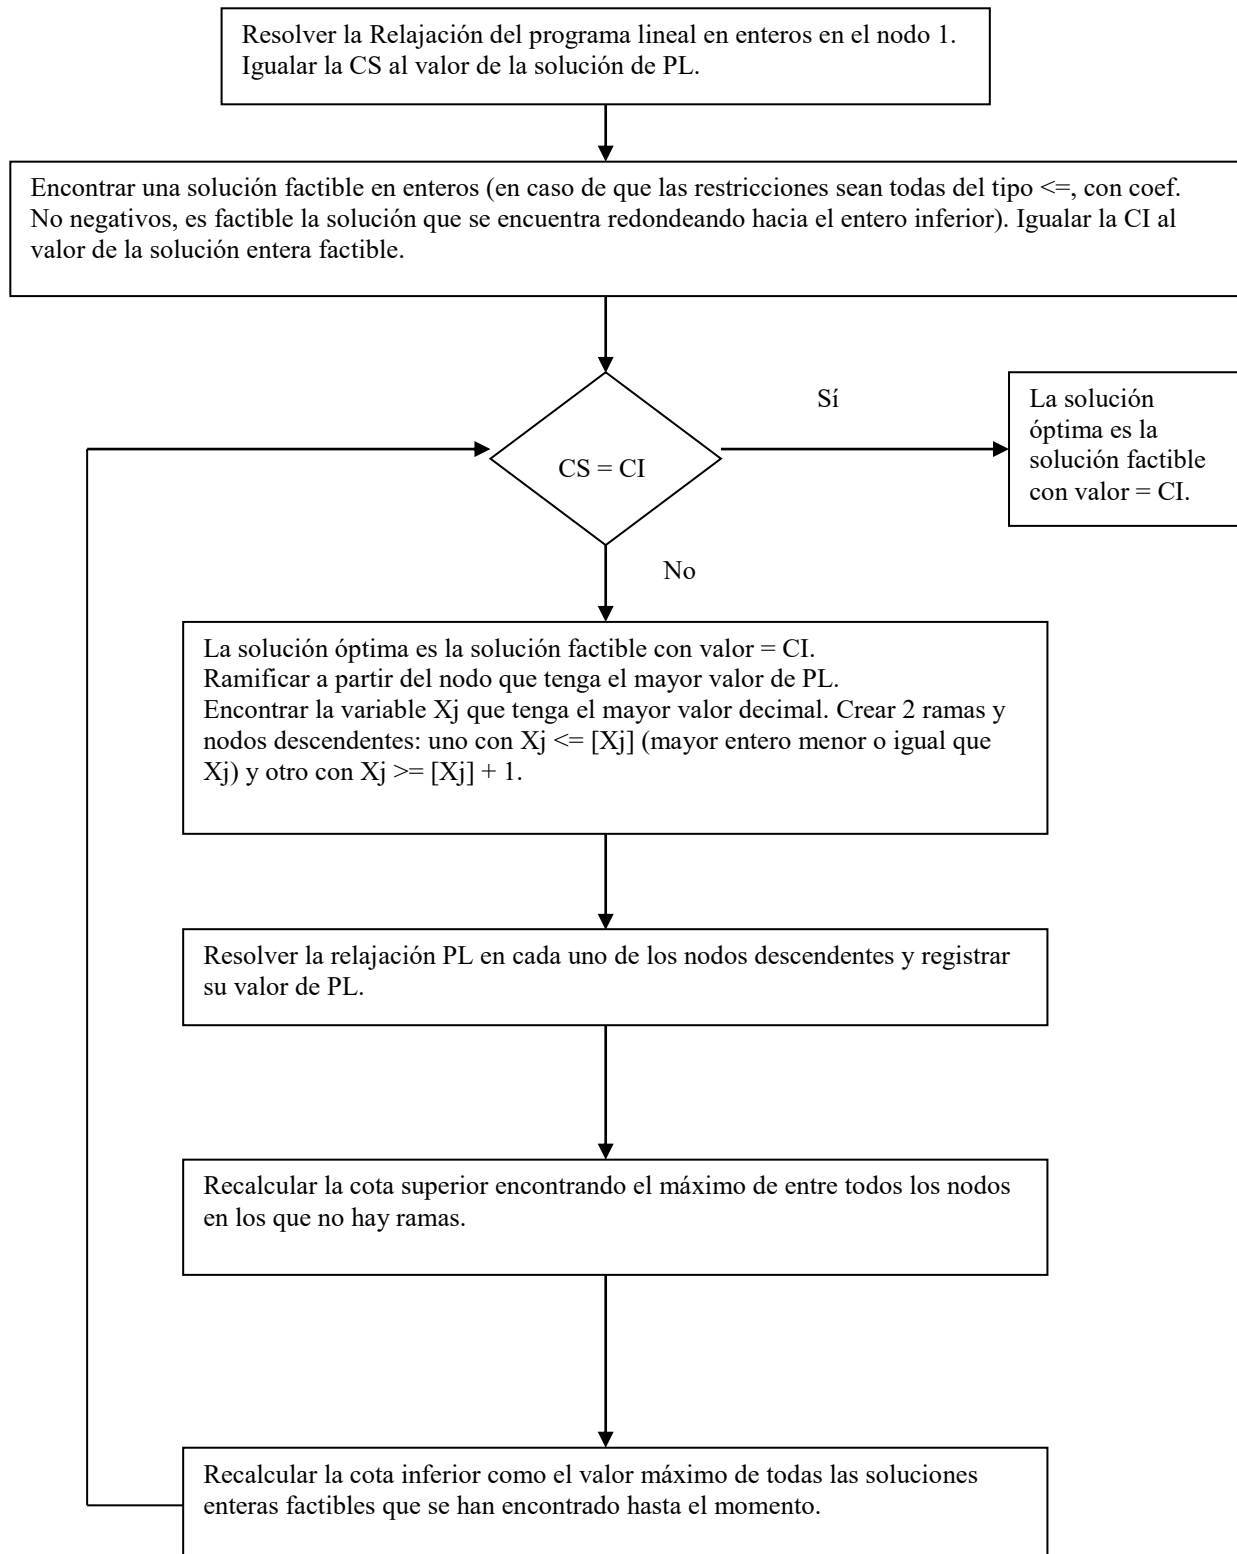 Resolver la Relajación del programa lineal en enteros en el nodo 1.
Igualar la CS al valor de la solución de PL.
Encontrar una solución factible en enteros (en caso de que las restricciones sean todas del tipo <=, con coef.
No negativos, es factible la solución que se encuentra redondeando hacia el entero inferior). Igualar la CI al
valor de la solución entera factible.
Sí
La solución
óptima es la
solución factible
con valor = CI.
CS = CI
No
La solución óptima es la solución factible con valor = CI.
Ramificar a partir del nodo que tenga el mayor valor de PL.
Encontrar la variable Xj que tenga el mayor valor decimal. Crear 2 ramas y
nodos descendentes: uno con Xj <= [Xj] (mayor entero menor o igual que
Xj) y otro con Xj >= [Xj] + 1.
Resolver la relajación PL en cada uno de los nodos descendentes y registrar
su valor de PL.
Recalcular la cota superior encontrando el máximo de entre todos los nodos
en los que no hay ramas.
Recalcular la cota inferior como el valor máximo de todas las soluciones
enteras factibles que se han encontrado hasta el momento.